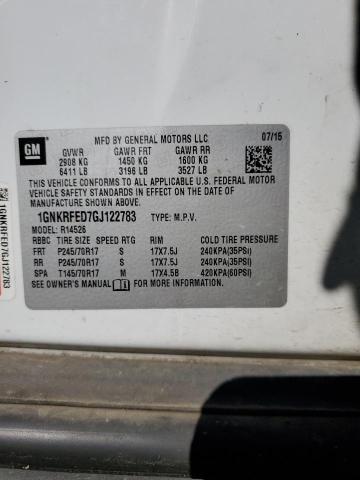 GM
MFD BY GENERAL MOTORS LLC 07/15
GVWR GAWR FRT GAWR RR
2908 KG 1450 KG 1600 KG
6411 LB 3196 LB 3527 LB
THIS VEHICLE CONFORMS TO ALL APPLICABLE U.S. FEDERAL MOTOR
VEHICLE SAFETY STANDARDS IN EFFECT ON THE DATE OF
MANUFACTURE SHOWN ABOVE.
1GNKRFED7GJ122783 TYPE: M.P.V.
MODEL: R14526
RBBC TIRE SIZE SPEED RTG RIM COLD TIRE PRESSURE
FRT P245/70R17 S 17X7.5J 240KPA(35PSI)
RR P245/70R17 S 17X7.5J 240KPA(35PSI)
SPA T145/70R17 M 17X4.5B 420KPA(60PSI)
SEE OWNER'S MANUAL FOR MORE INFORMATION.
1GNKRFED7GJ122783